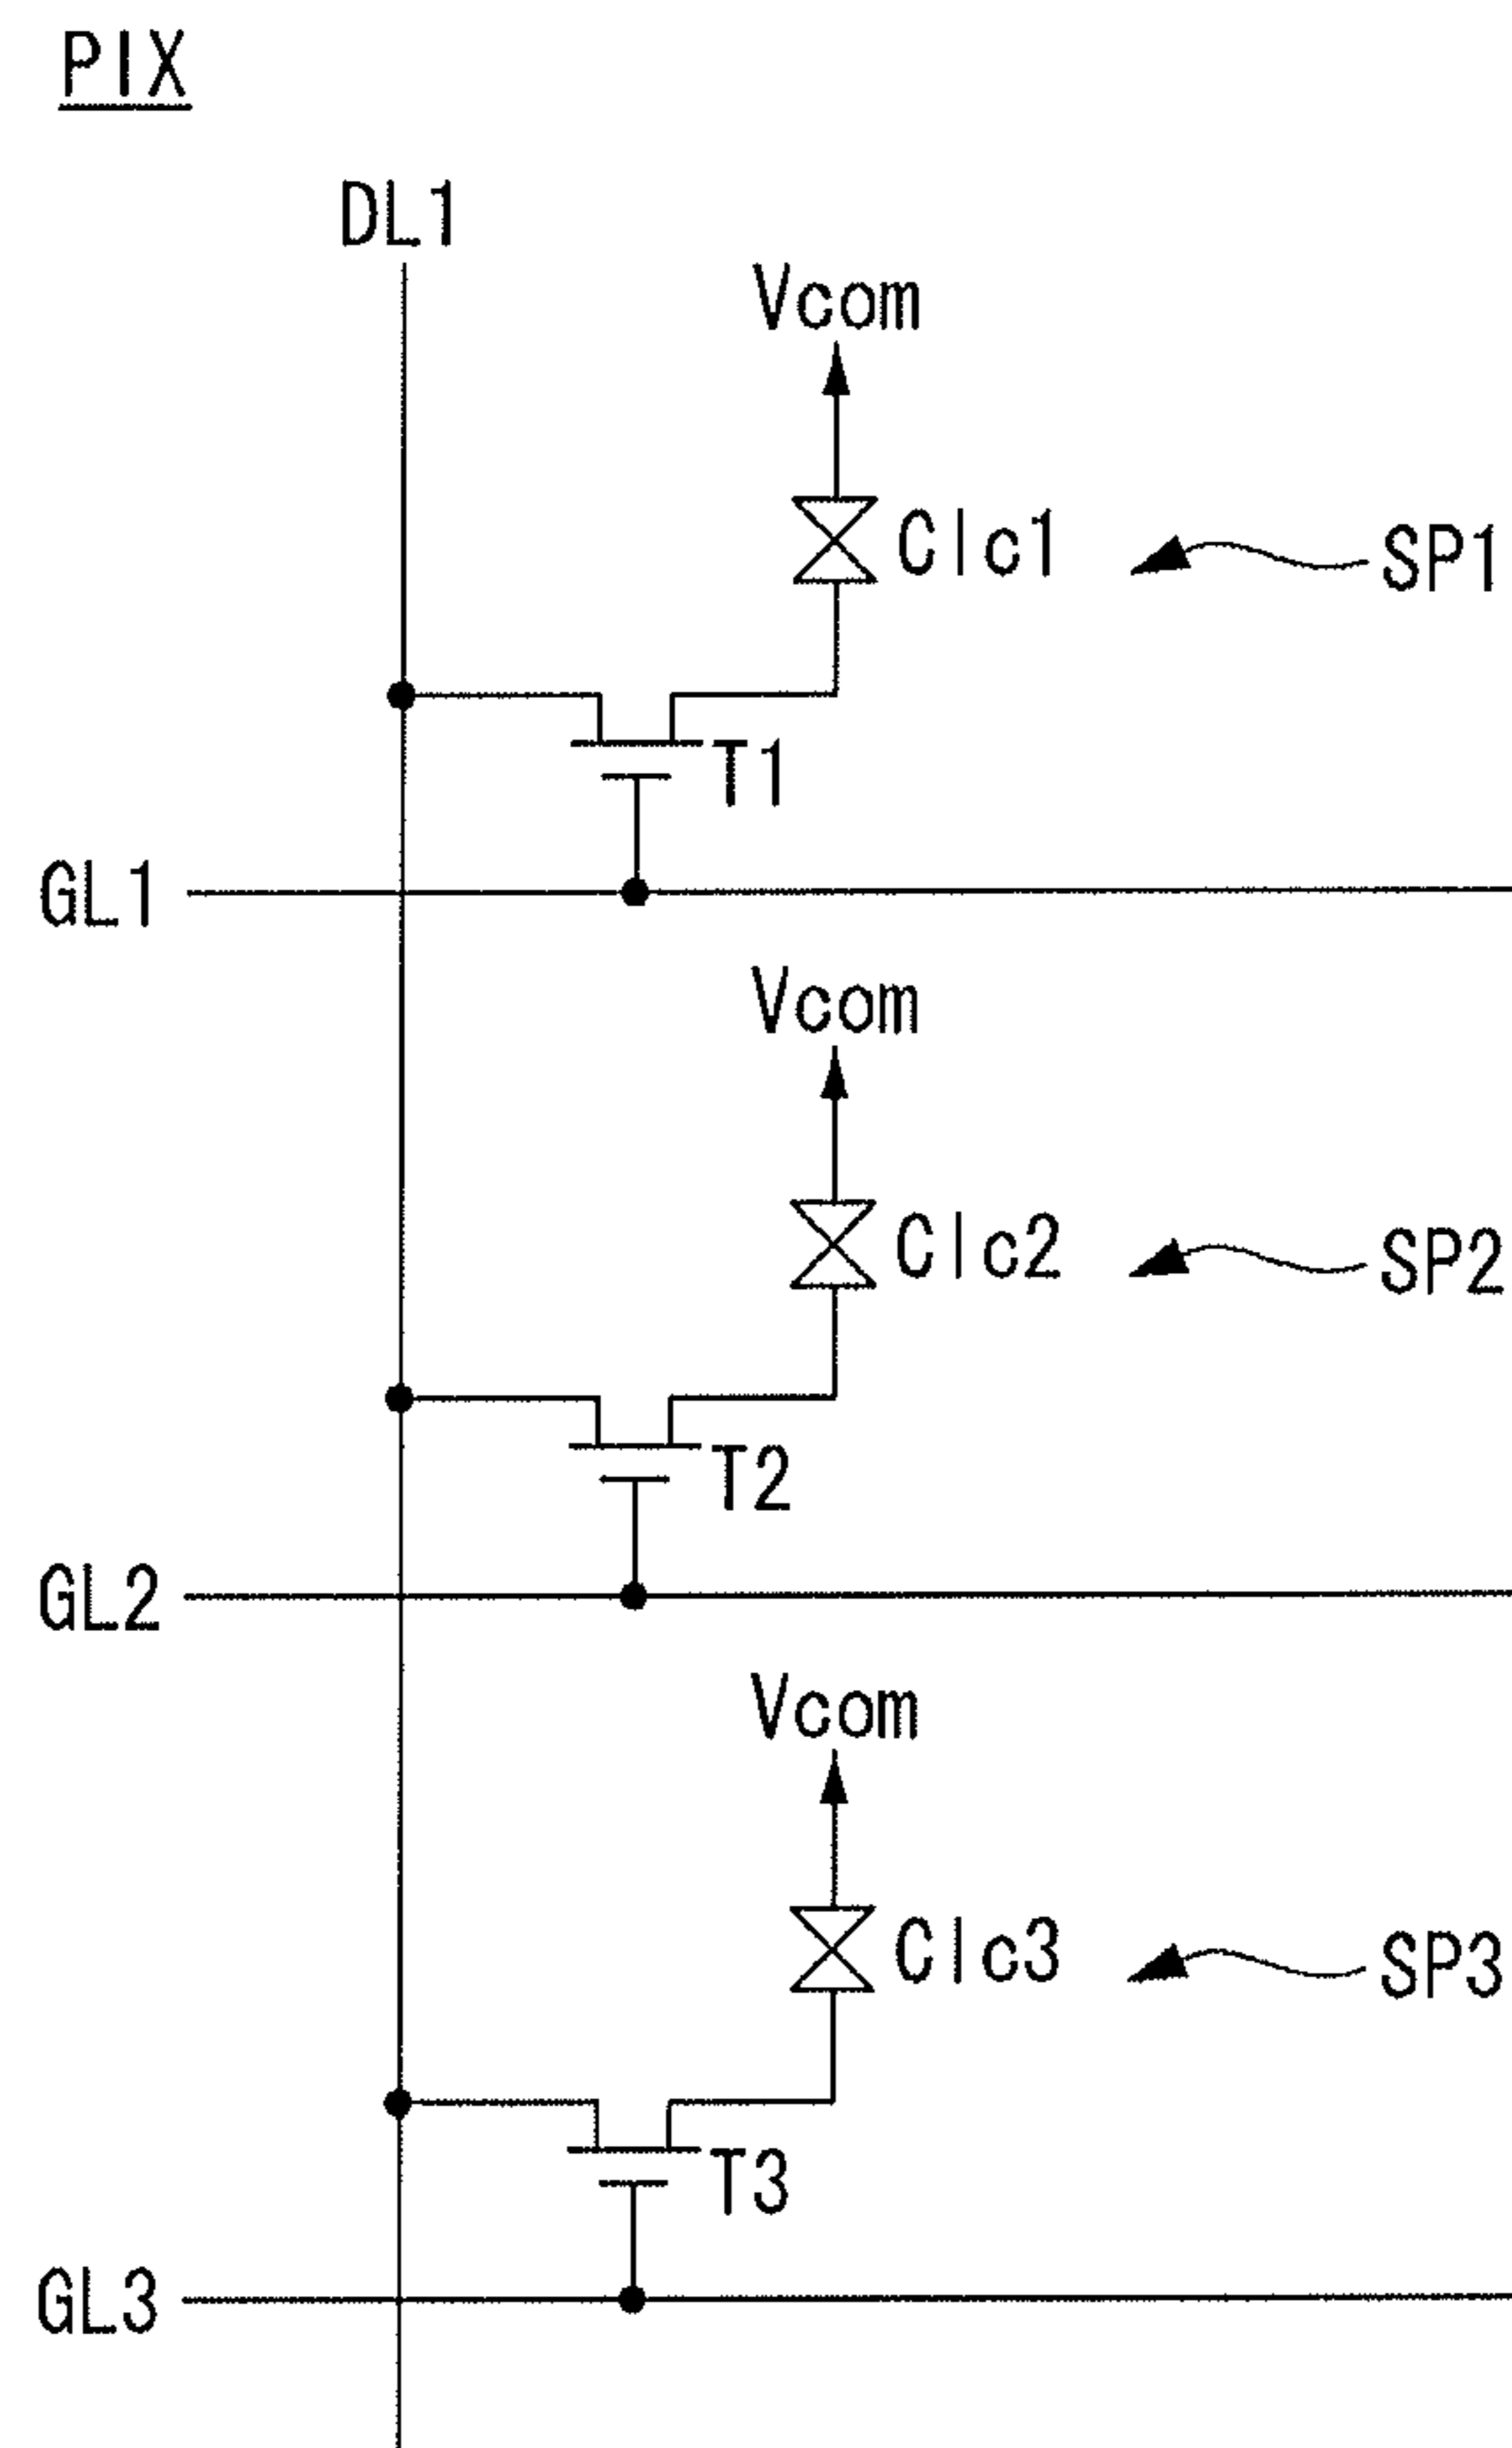 PIX
DL1
Vcom
Clc1
SP1
T1
GL1
Vcom
Clc2
SP2
T2
GL2
Vcom
Clc3
SP3
T3
GL3